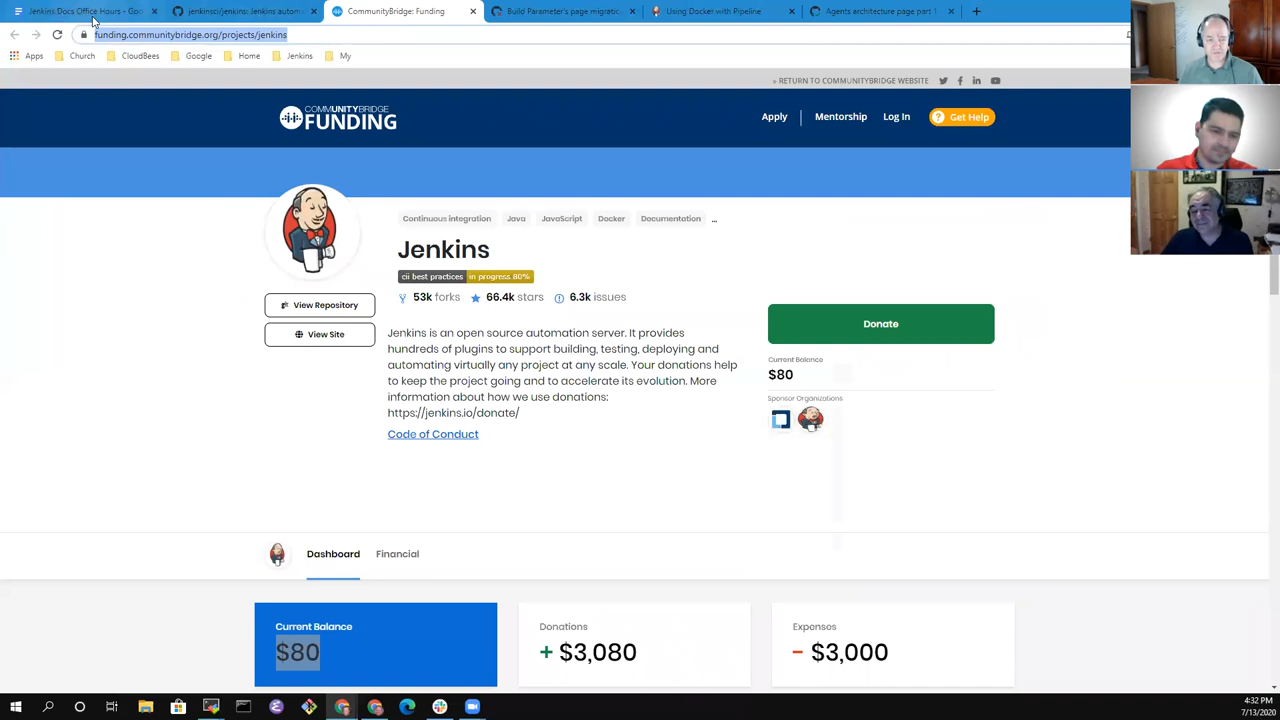 Jenkins Docs Office Hours - Goo
jenkinsci/jenkins: Jenkins autom
CommunityBridge: Funding
Build Parameter's page migratio
Using Docker with Pipeline
Agents architecture page part 1
funding.communitybridge.org/projects/jenkins
Apps
Church
CloudBees
Google
Home
Jenkins
My
» RETURN TO COMMUNITYBRIDGE WEBSITE
COMMUNITYBRIDGE
FUNDING
Apply
Mentorship
Log In
? Get Help
Continuous integration
Java
JavaScript
Docker
Documentation
...
Jenkins
cii best practices in progress 80%
53k forks
66.4k stars
6.3k issues
View Repository
View Site
Jenkins is an open source automation server. It provides
hundreds of plugins to support building, testing, deploying and
automating virtually any project at any scale. Your donations help
to keep the project going and to accelerate its evolution. More
information about how we use donations:
https://jenkins.io/donate/
Code of Conduct
Donate
Current Balance
$80
Sponsor Organizations
Dashboard
Financial
Current Balance
$80
Donations
+ $3,080
Expenses
− $3,000
4:32 PM
7/13/2020